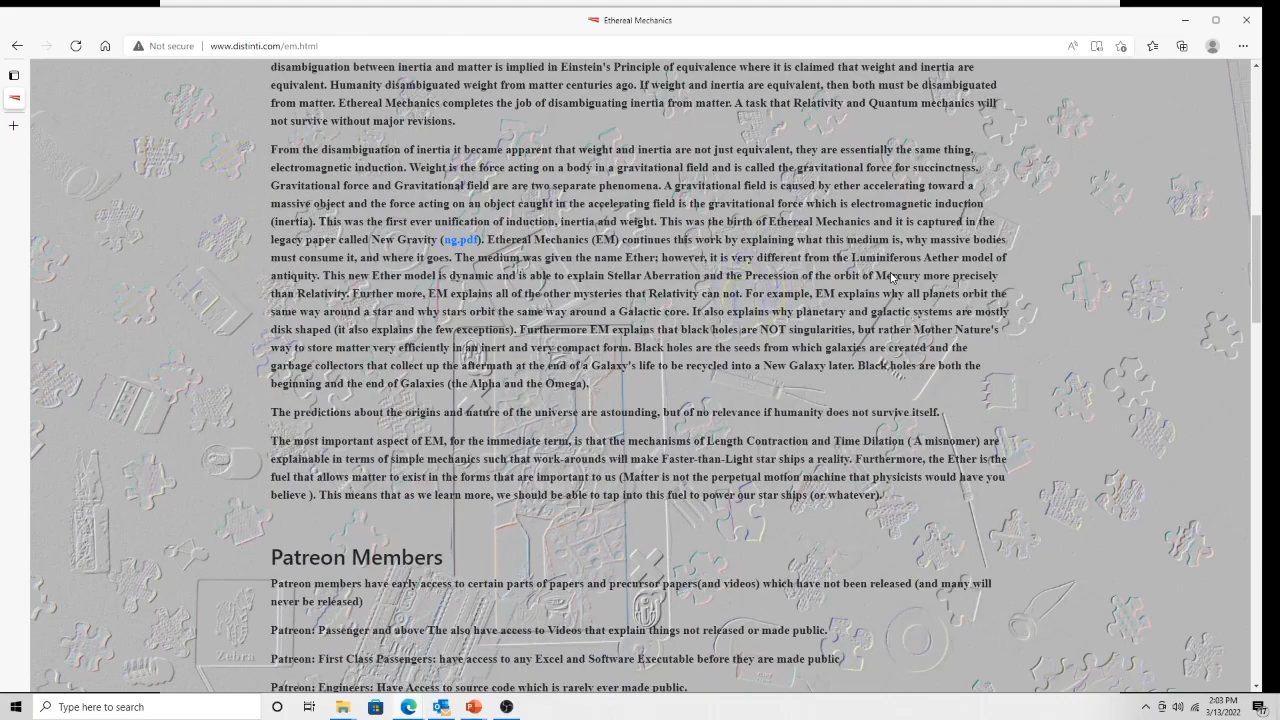 Ethereal Mechanics
Not secure
www.distinti.com/em.html
disambiguation between inertia and matter is implied in Einstein's Principle of equivalence where it is claimed that weight and inertia are
equivalent. Humanity disambiguated weight from matter centuries ago. If weight and inertia are equivalent, then both must be disambiguated
from matter. Ethereal Mechanics completes the job of disambiguating inertia from matter. A task that Relativity and Quantum mechanics will
not survive without major revisions.
From the disambiguation of inertia it became apparent that weight and inertia are not just equivalent, they are essentially the same thing,
electromagnetic induction. Weight is the force acting on a body in a gravitational field and is called the gravitational force for succinctness.
Gravitational force and Gravitational field are are two separate phenomena. A gravitational field is caused by ether accelerating toward a
massive object and the force acting on an object caught in the accelerating field is the gravitational force which is electromagnetic induction
(inertia). This was the first ever unification of induction, inertia and weight. This was the birth of Ethereal Mechanics and it is captured in the
legacy paper called New Gravity (ng.pdf). Ethereal Mechanics (EM) continues this work by explaining what this medium is, why massive bodies
must consume it, and where it goes. The medium was given the name Ether; however, it is very different from the Luminiferous Aether model of
antiquity. This new Ether model is dynamic and is able to explain Stellar Aberration and the Precession of the orbit of Mercury more precisely
than Relativity. Further more, EM explains all of the other mysteries that Relativity can not. For example, EM explains why all planets orbit the
same way around a star and why stars orbit the same way around a Galactic core. It also explains why planetary and galactic systems are mostly
disk shaped (it also explains the few exceptions). Furthermore EM explains that black holes are NOT singularities, but rather Mother Nature's
way to store matter very efficiently in an inert and very compact form. Black holes are the seeds from which galaxies are created and the
garbage collectors that collect up the aftermath at the end of a Galaxy's life to be recycled into a New Galaxy later. Black holes are both the
beginning and the end of Galaxies (the Alpha and the Omega).
The predictions about the origins and nature of the universe are astounding, but of no relevance if humanity does not survive itself.
The most important aspect of EM, for the immediate term, is that the mechanisms of Length Contraction and Time Dilation ( A misnomer) are
explainable in terms of simple mechanics such that work-arounds will make Faster-than-Light star ships a reality. Furthermore, the Ether is the
fuel that allows matter to exist in the forms that are important to us (Matter is not the perpetual motion machine that physicists would have you
believe ). This means that as we learn more, we should be able to tap into this fuel to power our star ships (or whatever).
Patreon Members
Patreon members have early access to certain parts of papers and precursor papers(and videos) which have not been released (and many will
never be released)
Patreon: Passenger and above The also have access to Videos that explain things not released or made public.
Patreon: First Class Passengers: have access to any Excel and Software Executable before they are made public
Zebra
Patreon: Engineers: Have Access to source code which is rarely ever made public.
Type here to search
2:03 PM
3/13/2022
17